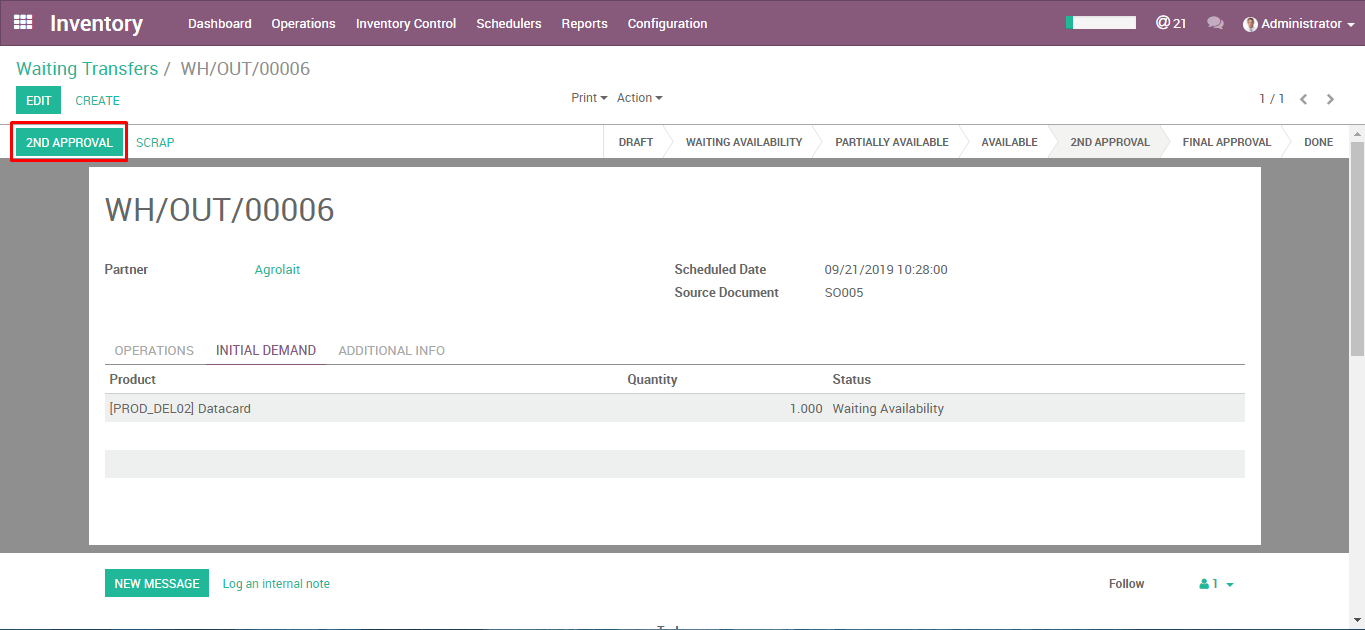 Inventory Dashboard Operations Inventory Control Schedulers Reports Configuration @ 21 Administrator
Waiting Transfers / WH/OUT/00006
EDIT CREATE Print Action 1 / 1
2ND APPROVAL SCRAP DRAFT WAITING AVAILABILITY PARTIALLY AVAILABLE AVAILABLE 2ND APPROVAL FINAL APPROVAL DONE
WH/OUT/00006
Partner Agrolait Scheduled Date 09/21/2019 10:28:00
Source Document SO005
OPERATIONS INITIAL DEMAND ADDITIONAL INFO
Product Quantity Status
[PROD_DEL02] Datacard 1.000 Waiting Availability
NEW MESSAGE Log an internal note Follow 1